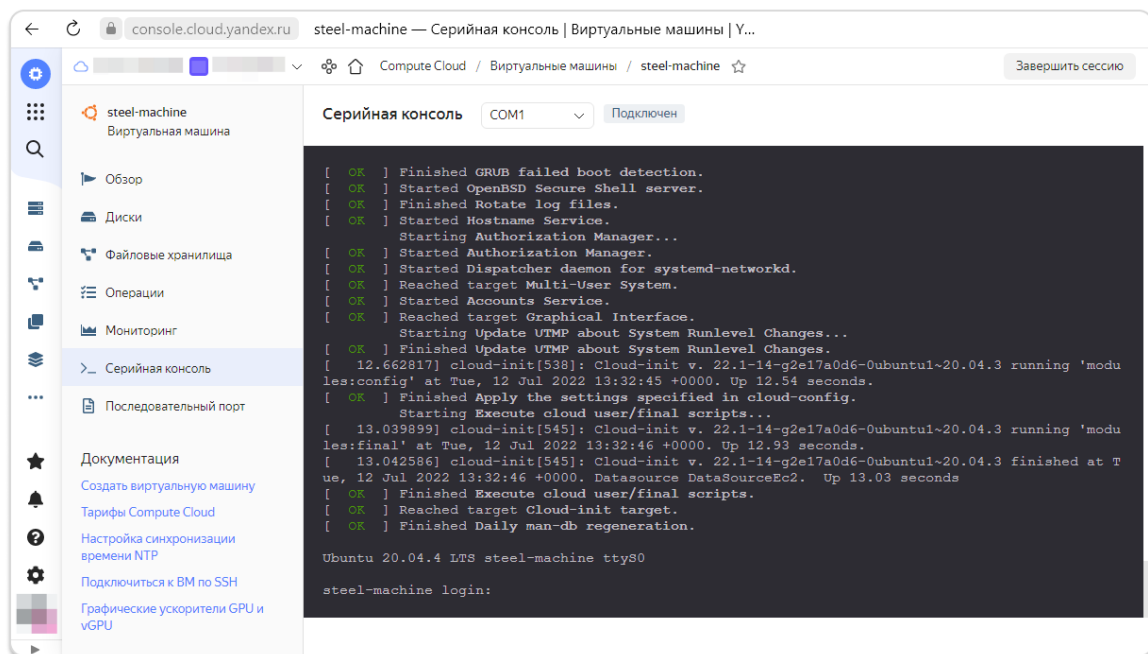 console.cloud.yandex.ru steel-machine — Серийная консоль | Виртуальные машины | Y...
Compute Cloud / Виртуальные машины / steel-machine
Завершить сессию
steel-machine
Виртуальная машина
Обзор
Диски
Файловые хранилища
Операции
Мониторинг
>_ Серийная консоль
Последовательный порт
Документация
Создать виртуальную машину
Тарифы Compute Cloud
Настройка синхронизации
времени NTP
Подключиться к ВМ по SSH
Графические ускорители GPU и
vGPU
Серийная консоль COM1 Подключен
[ OK ] Finished GRUB failed boot detection.
[ OK ] Started OpenBSD Secure Shell server.
[ OK ] Finished Rotate log files.
[ OK ] Started Hostname Service.
Starting Authorization Manager...
[ OK ] Started Authorization Manager.
[ OK ] Started Dispatcher daemon for systemd-networkd.
[ OK ] Reached target Multi-User System.
[ OK ] Started Accounts Service.
[ OK ] Reached target Graphical Interface.
Starting Update UTMP about System Runlevel Changes...
[ OK ] Finished Update UTMP about System Runlevel Changes.
[ 12.662817] cloud-init[538]: Cloud-init v. 22.1-14-g2e17a0d6-0ubuntu1~20.04.3 running 'modu
les:config' at Tue, 12 Jul 2022 13:32:45 +0000. Up 12.54 seconds.
[ OK ] Finished Apply the settings specified in cloud-config.
Starting Execute cloud user/final scripts...
[ 13.039899] cloud-init[545]: Cloud-init v. 22.1-14-g2e17a0d6-0ubuntu1~20.04.3 running 'modu
les:final' at Tue, 12 Jul 2022 13:32:46 +0000. Up 12.93 seconds.
[ 13.042586] cloud-init[545]: Cloud-init v. 22.1-14-g2e17a0d6-0ubuntu1~20.04.3 finished at T
ue, 12 Jul 2022 13:32:46 +0000. Datasource DataSourceEc2. Up 13.03 seconds
[ OK ] Finished Execute cloud user/final scripts.
[ OK ] Reached target Cloud-init target.
[ OK ] Finished Daily man-db regeneration.
Ubuntu 20.04.4 LTS steel-machine ttyS0
steel-machine login: